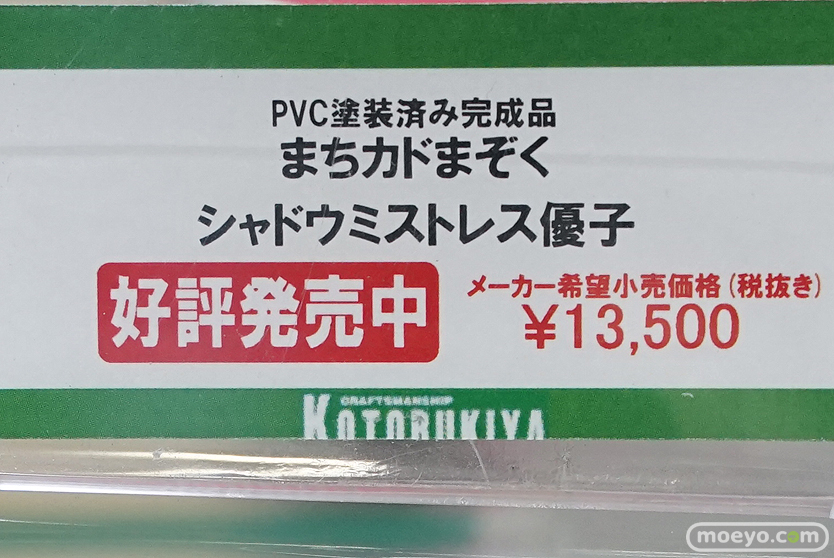 PVC塗装済み完成品
まちカドまぞく
シャドウミストレス優子
好評発売中
メーカー希望小売価格(税抜き)
¥13,500
CRAFTSMANSHIP
KOTOBUKIYA
moeyo.com